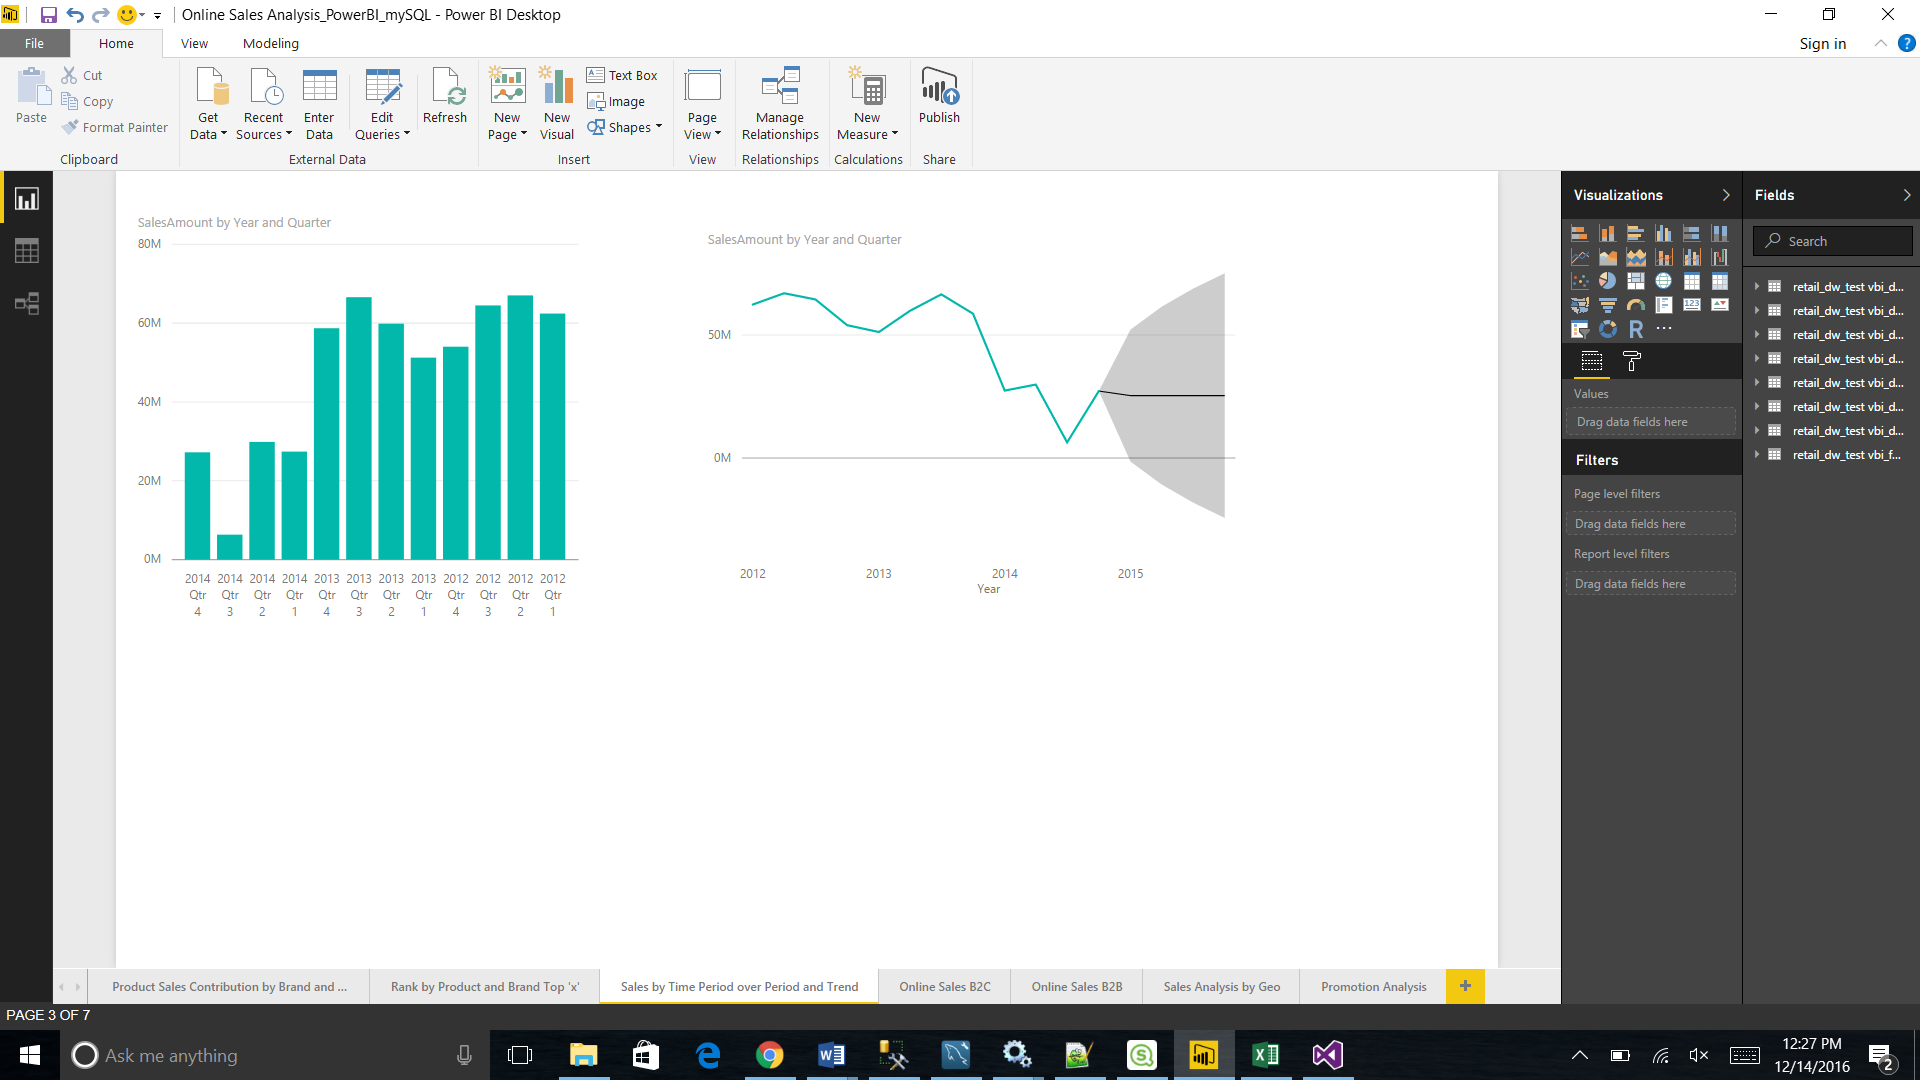 Online Sales Analysis_PowerBI_mySQL - Power BI Desktop
File Home View Modeling Sign in ?
Paste
Cut
Copy
Format Painter
Clipboard
Get Data
Recent Sources
Enter Data
Edit Queries
Refresh
External Data
New Page
New Visual
Text Box
Image
Shapes
Insert
Page View
View
Manage Relationships
Relationships
New Measure
Calculations
Publish
Share
SalesAmount by Year and Quarter
80M
60M
40M
20M
0M
2014 2014 2014 2014 2013 2013 2013 2013 2012 2012 2012 2012
Qtr Qtr Qtr Qtr Qtr Qtr Qtr Qtr Qtr Qtr Qtr Qtr
4 3 2 1 4 3 2 1 4 3 2 1
SalesAmount by Year and Quarter
50M
0M
2012 2013 2014 2015
Year
Visualizations
R
123
Values
Drag data fields here
Filters
Page level filters
Drag data fields here
Report level filters
Drag data fields here
Fields
Search
retail_dw_test vbi_d...
retail_dw_test vbi_d...
retail_dw_test vbi_d...
retail_dw_test vbi_d...
retail_dw_test vbi_d...
retail_dw_test vbi_d...
retail_dw_test vbi_d...
retail_dw_test vbi_f...
Product Sales Contribution by Brand and ... Rank by Product and Brand Top 'x' Sales by Time Period over Period and Trend Online Sales B2C Online Sales B2B Sales Analysis by Geo Promotion Analysis +
PAGE 3 OF 7
Ask me anything
12:27 PM
12/14/2016
2